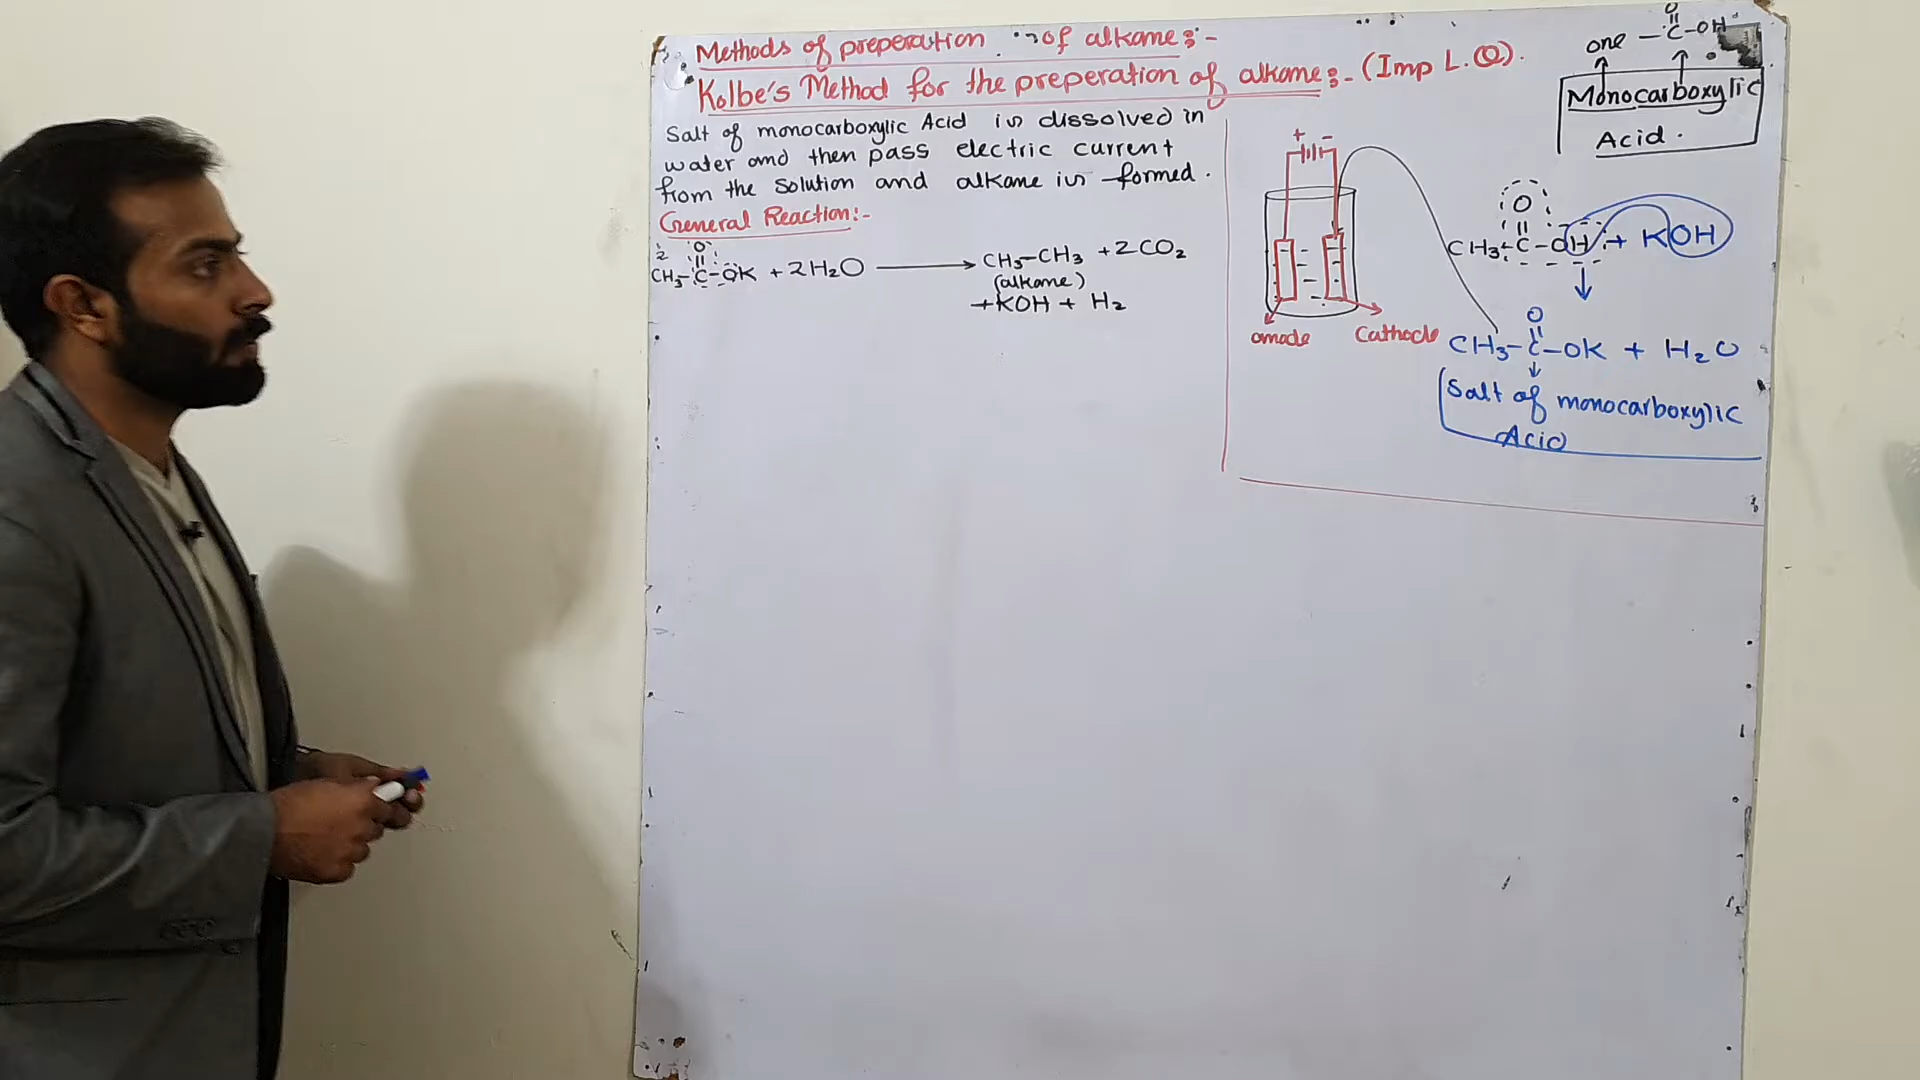 Methods of preperation of alkane:-
Kolbe's Method for the preperation of alkane:- (Imp L.Q).
Salt of monocarboxylic Acid is dissolved in
water and then pass electric current
from the solution and alkane is formed.
General Reaction:-
O
2 CH3-C-OK + 2H2O → CH3-CH3 + 2CO2
(alkane)
+KOH + H2
O
one -C-OH
Monocarboxylic
Acid.
+ -
anode Cathode
O
CH3-C-OH + KOH
O
CH3-C-OK + H2O
Salt of monocarboxylic
Acid